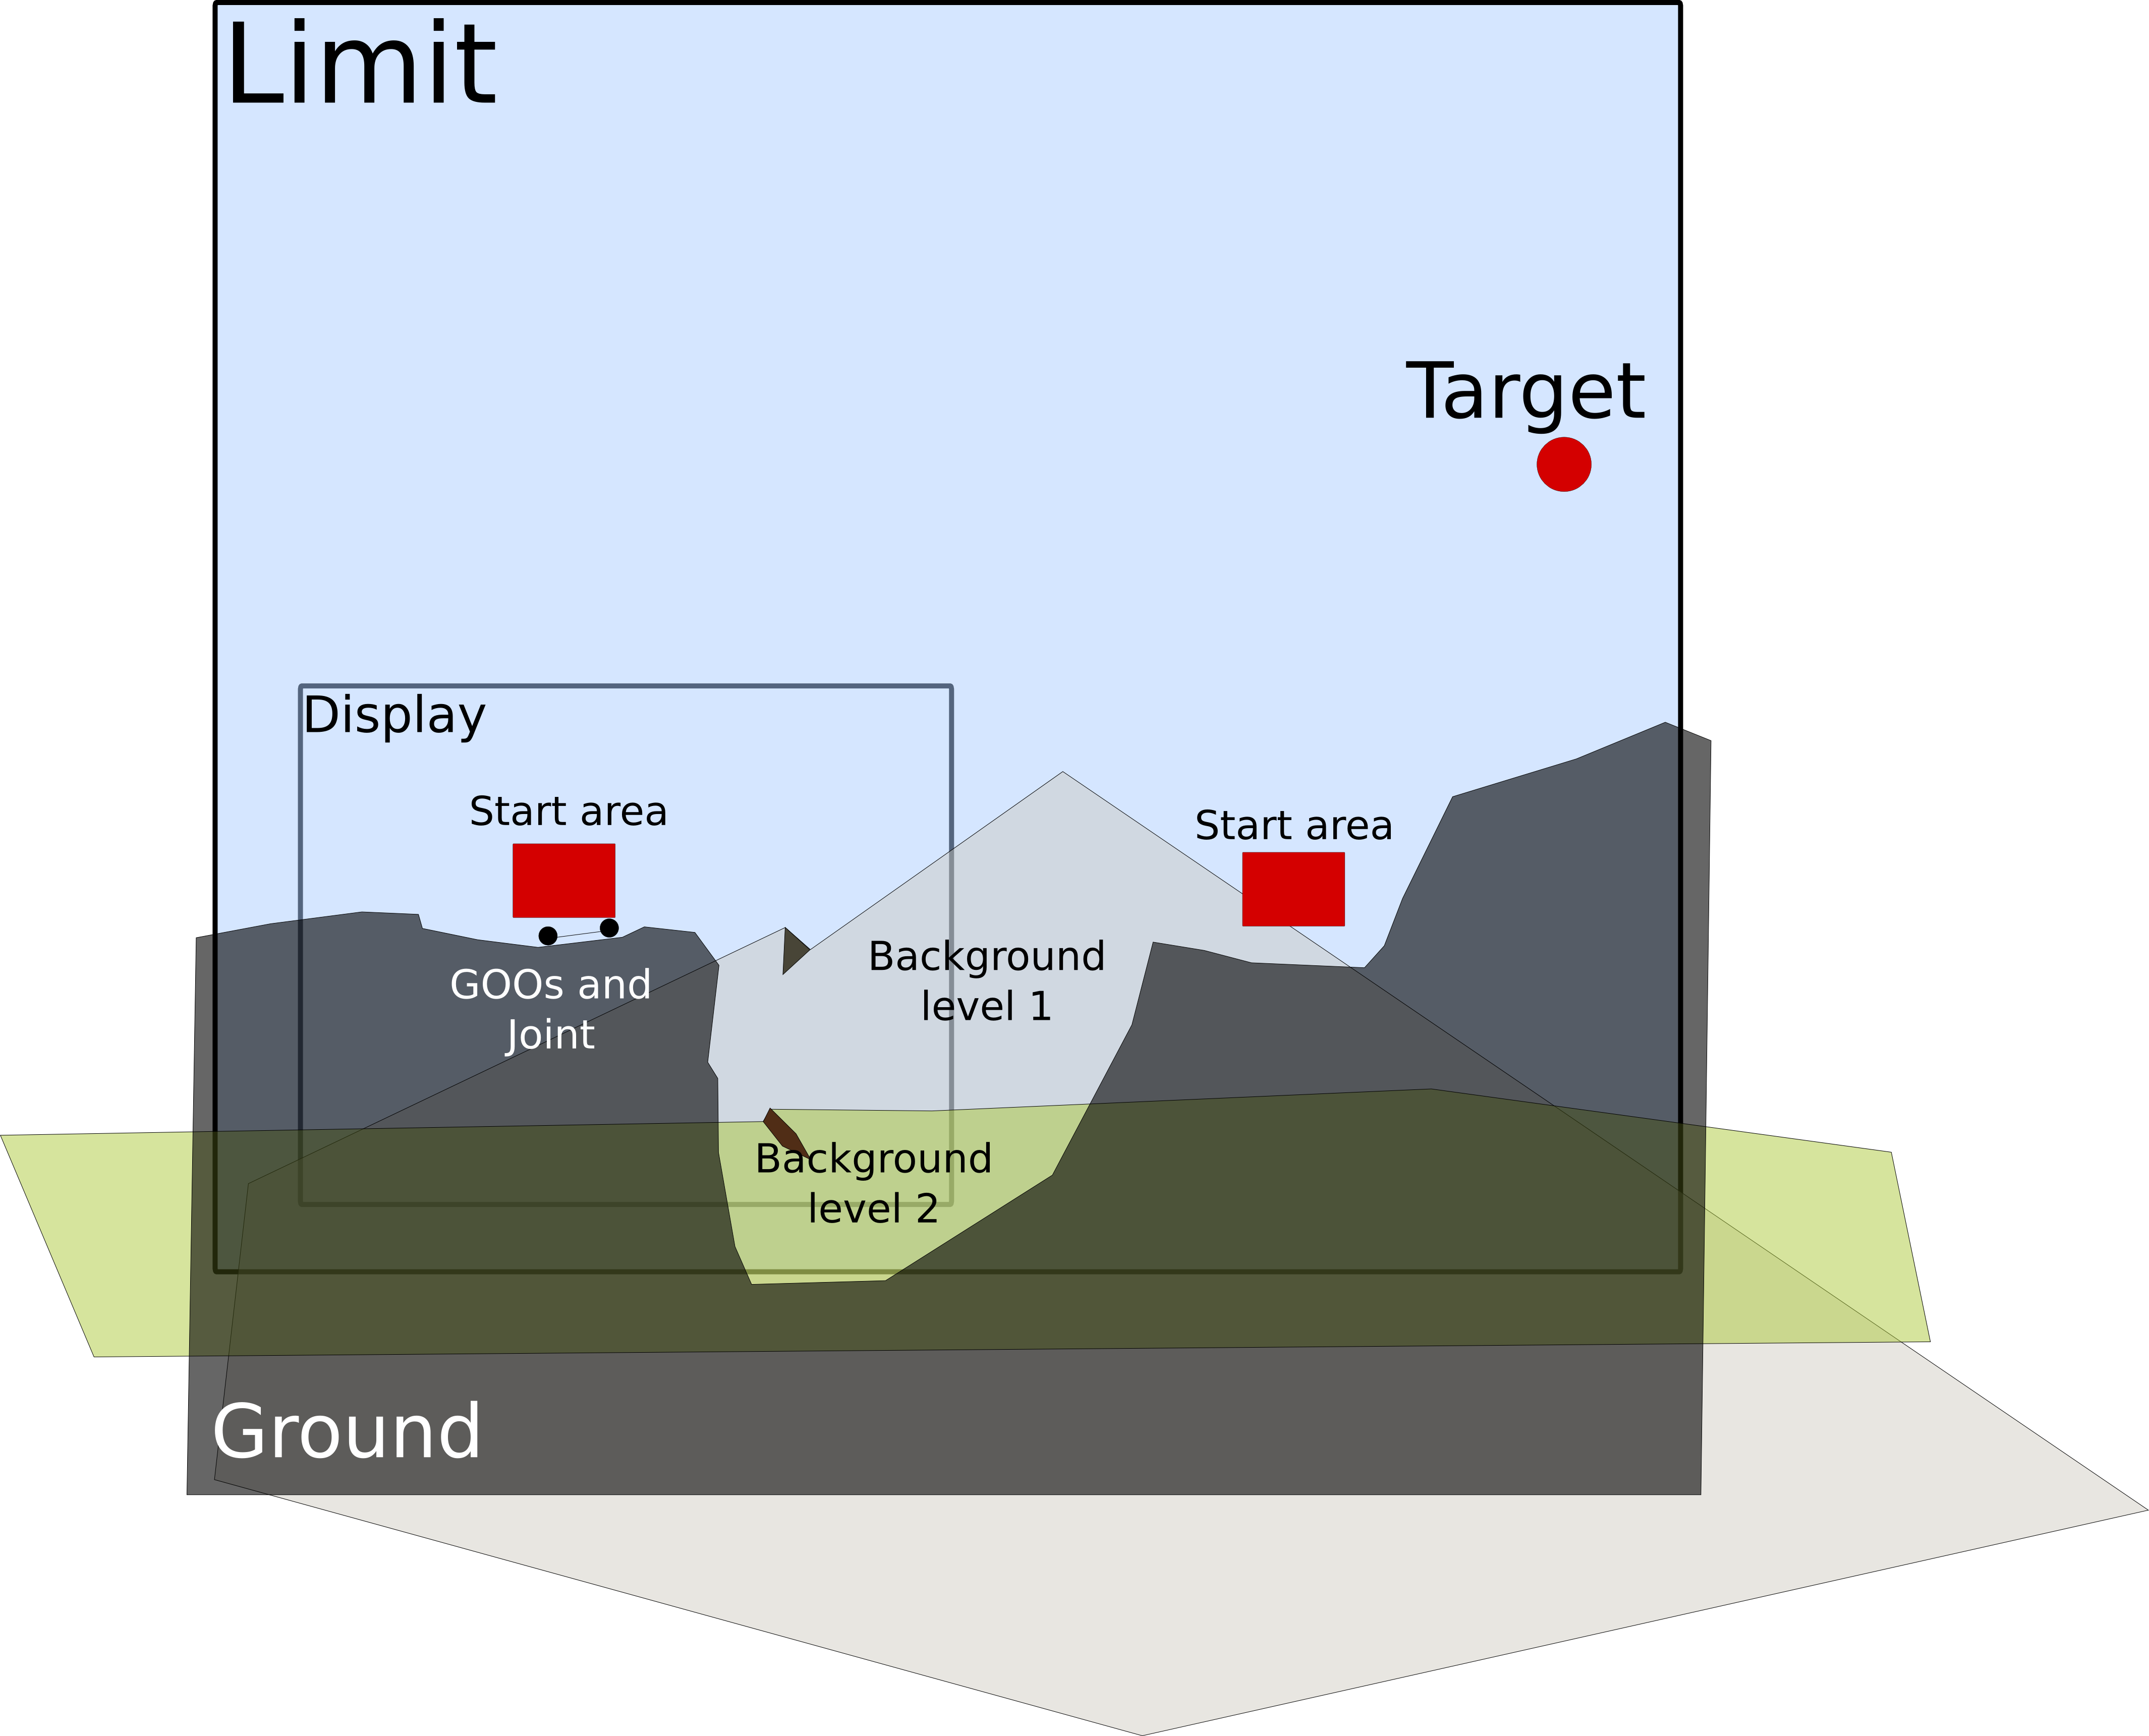 Limit
Target
Display
Start area
Start area
Background
level 1
GOOs and
Joint
Background
level 2
Ground